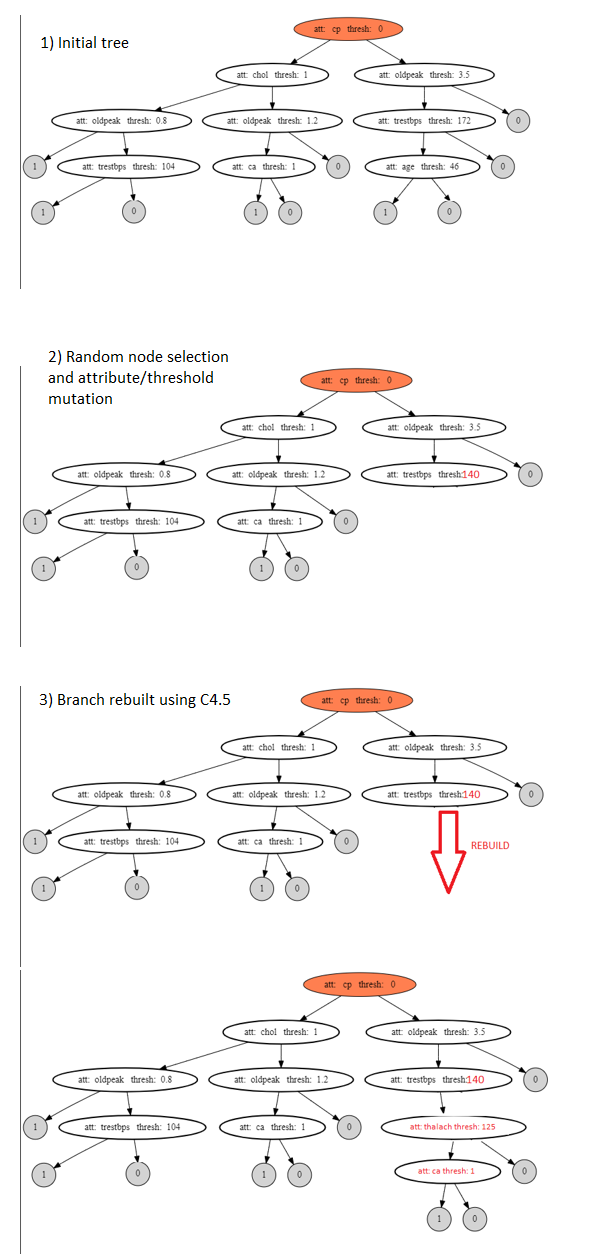 1) Initial tree
att: cp thresh: 0
att: chol thresh: 1
att: oldpeak thresh: 3.5
att: oldpeak thresh: 0.8
att: oldpeak thresh: 1.2
att: trestbps thresh: 172
0
1
att: trestbps thresh: 104
att: ca thresh: 1
0
att: age thresh: 46
0
1
0
1
0
1
0
2) Random node selection
and attribute/threshold
mutation
att: cp thresh: 0
att: chol thresh: 1
att: oldpeak thresh: 3.5
att: oldpeak thresh: 0.8
att: oldpeak thresh: 1.2
att: trestbps thresh:140
0
1
att: trestbps thresh: 104
att: ca thresh: 1
0
1
0
1
0
3) Branch rebuilt using C4.5
att: cp thresh: 0
att: chol thresh: 1
att: oldpeak thresh: 3.5
att: oldpeak thresh: 0.8
att: oldpeak thresh: 1.2
att: trestbps thresh:140
0
1
att: trestbps thresh: 104
att: ca thresh: 1
0
REBUILD
1
0
1
0
att: cp thresh: 0
att: chol thresh: 1
att: oldpeak thresh: 3.5
att: oldpeak thresh: 0.8
att: oldpeak thresh: 1.2
att: trestbps thresh:140
0
1
att: trestbps thresh: 104
att: ca thresh: 1
0
att: thalach thresh: 125
1
0
1
0
att: ca thresh: 1
0
1
0